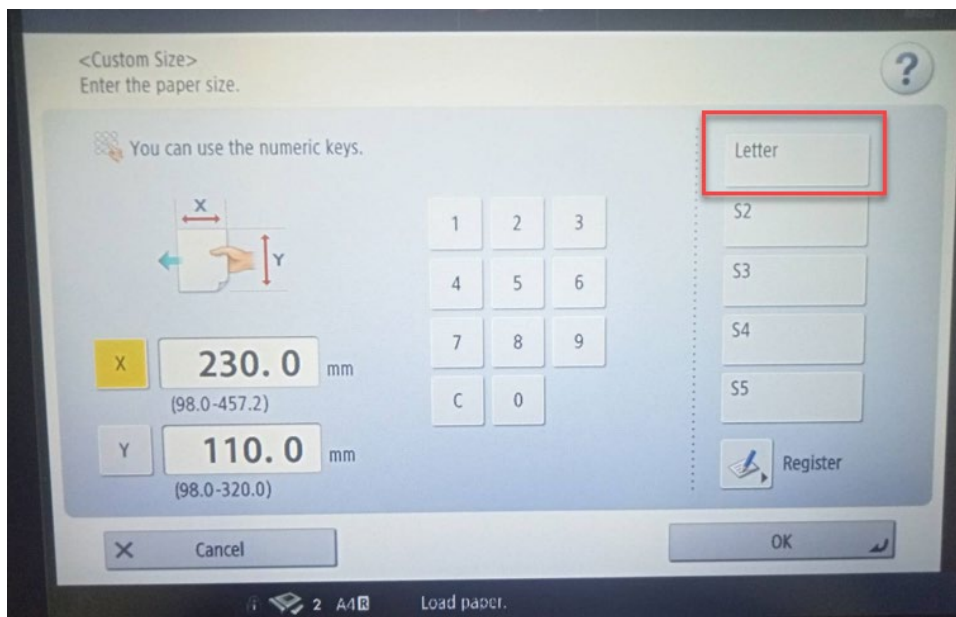 <Custom Size>
Enter the paper size.
?
You can use the numeric keys.
X
Y
1 2 3
4 5 6
7 8 9
C 0
X 230.0 mm
(98.0-457.2)
Y 110.0 mm
(98.0-320.0)
Letter
S2
S3
S4
S5
Register
Cancel
OK
2 A4R Load paper.